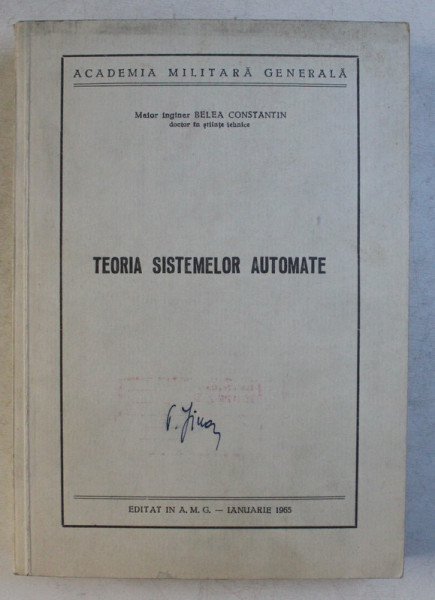 ACADEMIA MILITARĂ GENERALĂ
Maior inginer BELEA CONSTANTIN
doctor în științe tehnice
TEORIA SISTEMELOR AUTOMATE
EDITAT IN A. M. G. — IANUARIE 1965